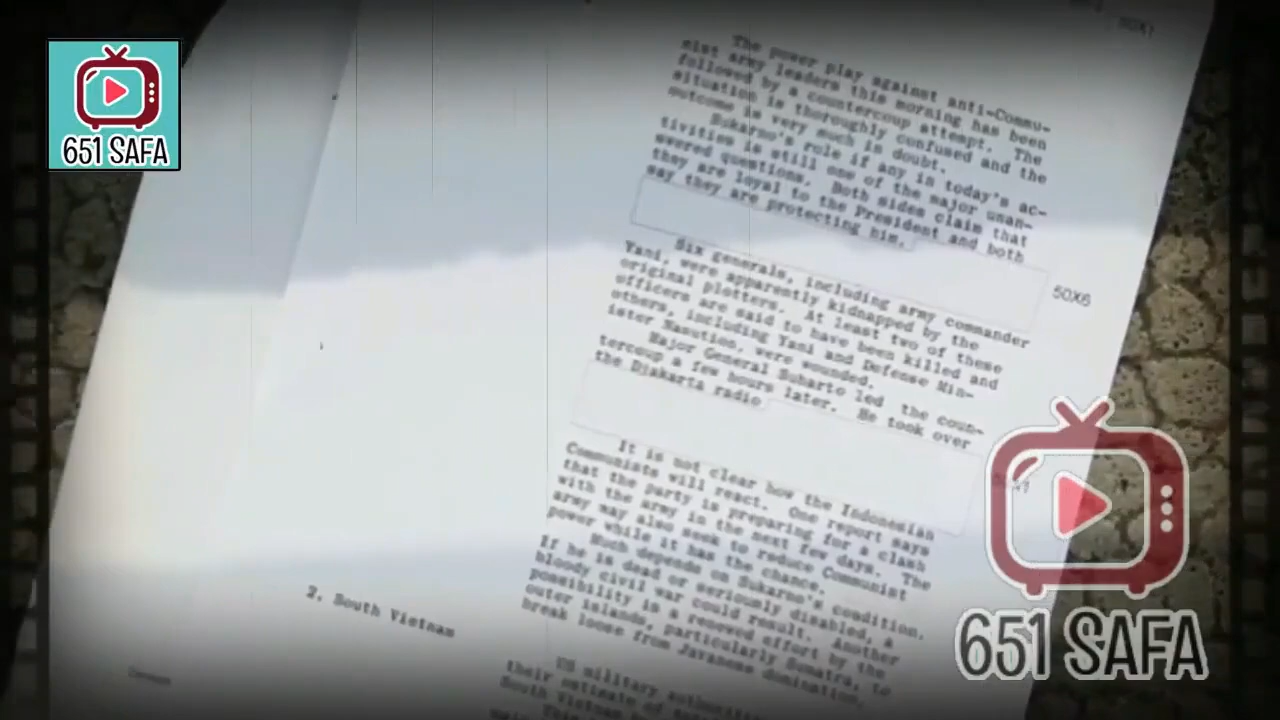 651 SAFA
50X1
The power play against anti-Commu-
nist army leaders this morning has been
followed by a countercoup attempt. The
situation is thoroughly confused and the
outcome is very much in doubt.
Sukarno's role if any in today's ac-
tivities is still one of the major unan-
swered questions. Both sides claim that
they are loyal to the President and both
say they are protecting him.
50X6
Six generals, including army commander
Yani, were apparently kidnapped by the
original plotters. At least two of these
officers are said to have been killed and
others, including Yani and Defense Min-
ister Nasution, were wounded.
Major General Suharto led the coun-
tercoup a few hours later. He took over
the Djakarta radio
It is not clear how the Indonesian
Communists will react. One report says
that the party is preparing for a clash
with the army in the next few days. The
army may also seek to reduce Communist
power while it has the chance.
Much depends on Sukarno's condition.
If he is dead or seriously disabled, a
bloody civil war could result. Another
possibility is a renewed effort by the
outer islands, particularly Sumatra, to
break loose from Javanese domination.
2. South Vietnam
US military
their estimate of
South Vietnam
651 SAFA